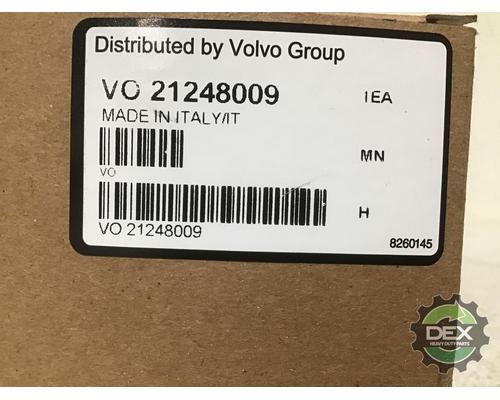 Distributed by Volvo Group
VO 21248009 1EA
MADE IN ITALY/IT
MN
VO
H
VO 21248009
8260145
DEX
HEAVY DUTY PARTS